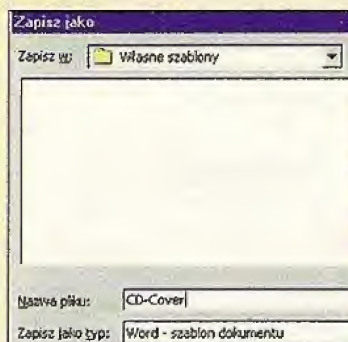 Zapisz jako
Zapisz w: Własne szablony
Nazwa pliku: CD-Cover
Zapisz jako typ: Word - szablon dokumentu